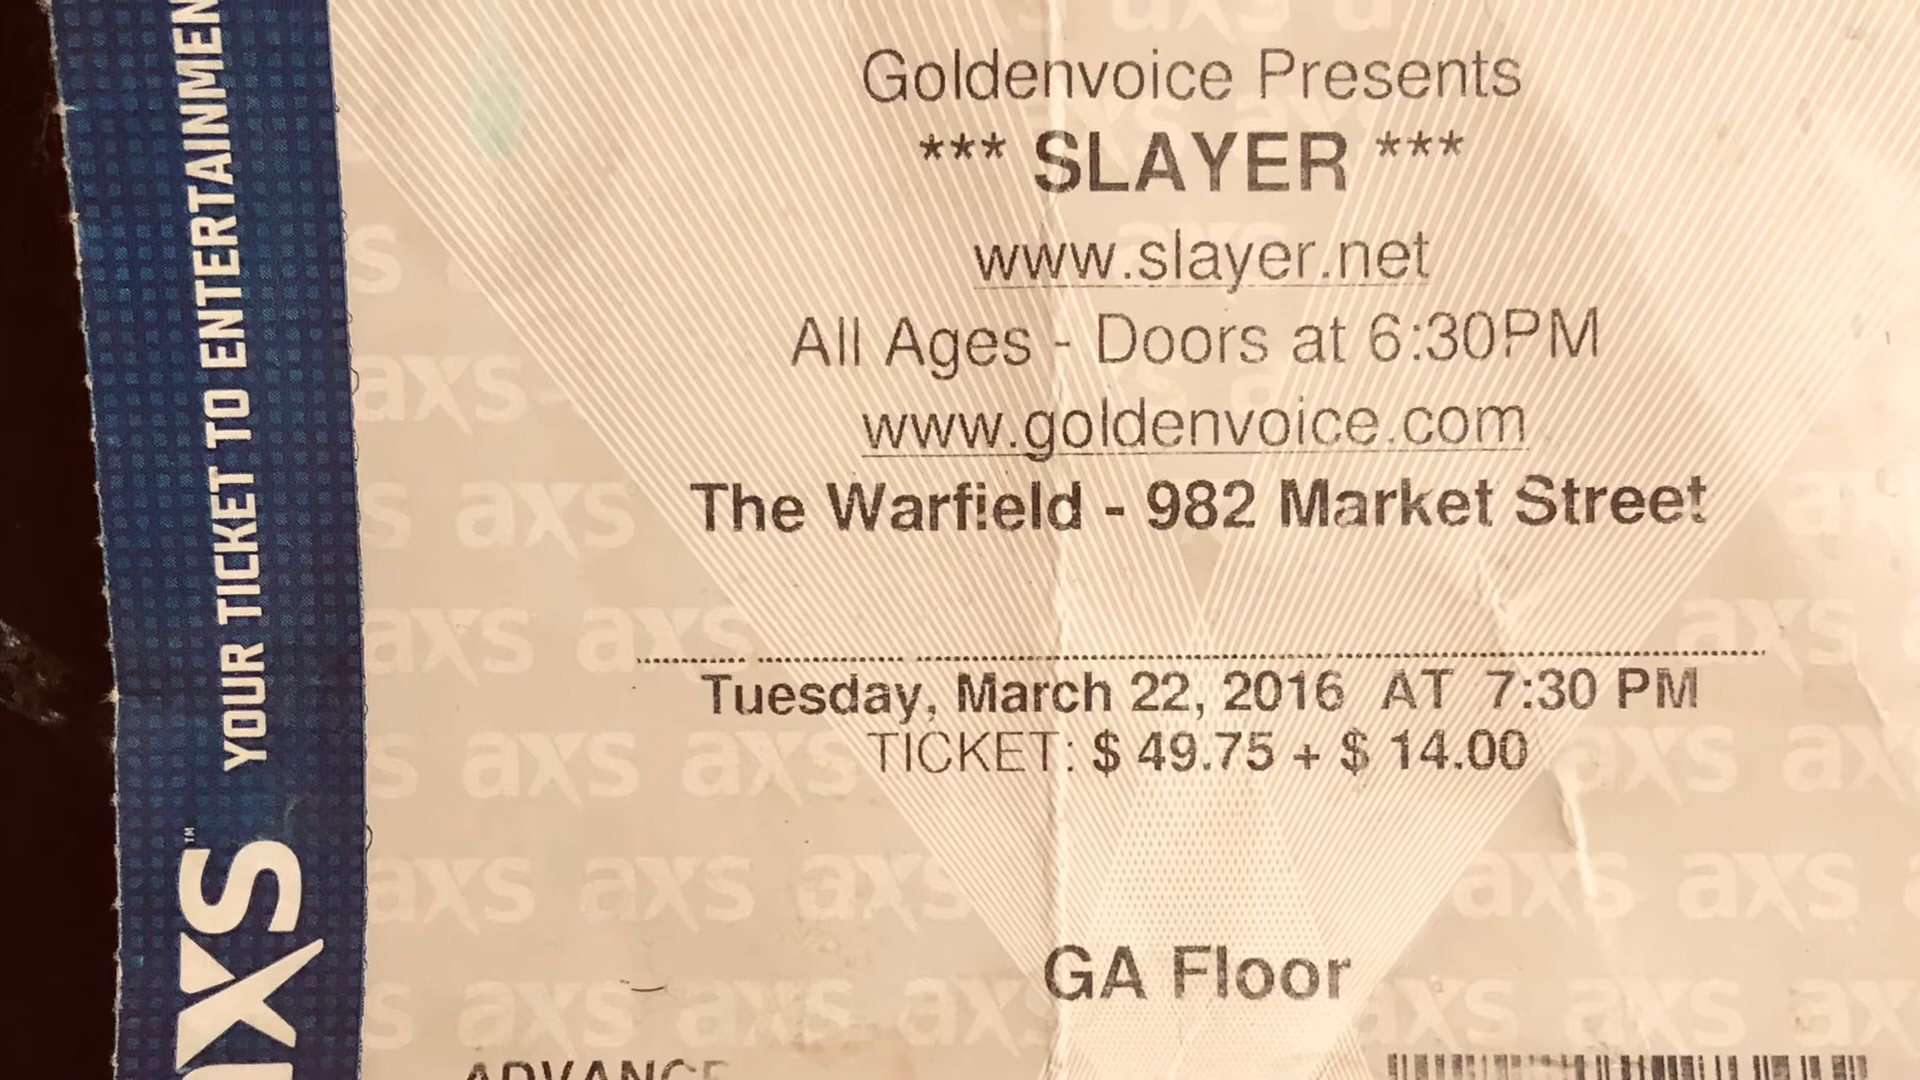 Goldenvoice Presents
*** SLAYER ***
www.slayer.net
All Ages - Doors at 6:30PM
www.goldenvoice.com
The Warfield - 982 Market Street
Tuesday, March 22, 2016 AT 7:30 PM
TICKET: $ 49.75 + $ 14.00
GA Floor
ADVANCE
axs™ YOUR TICKET TO ENTERTAINMEN